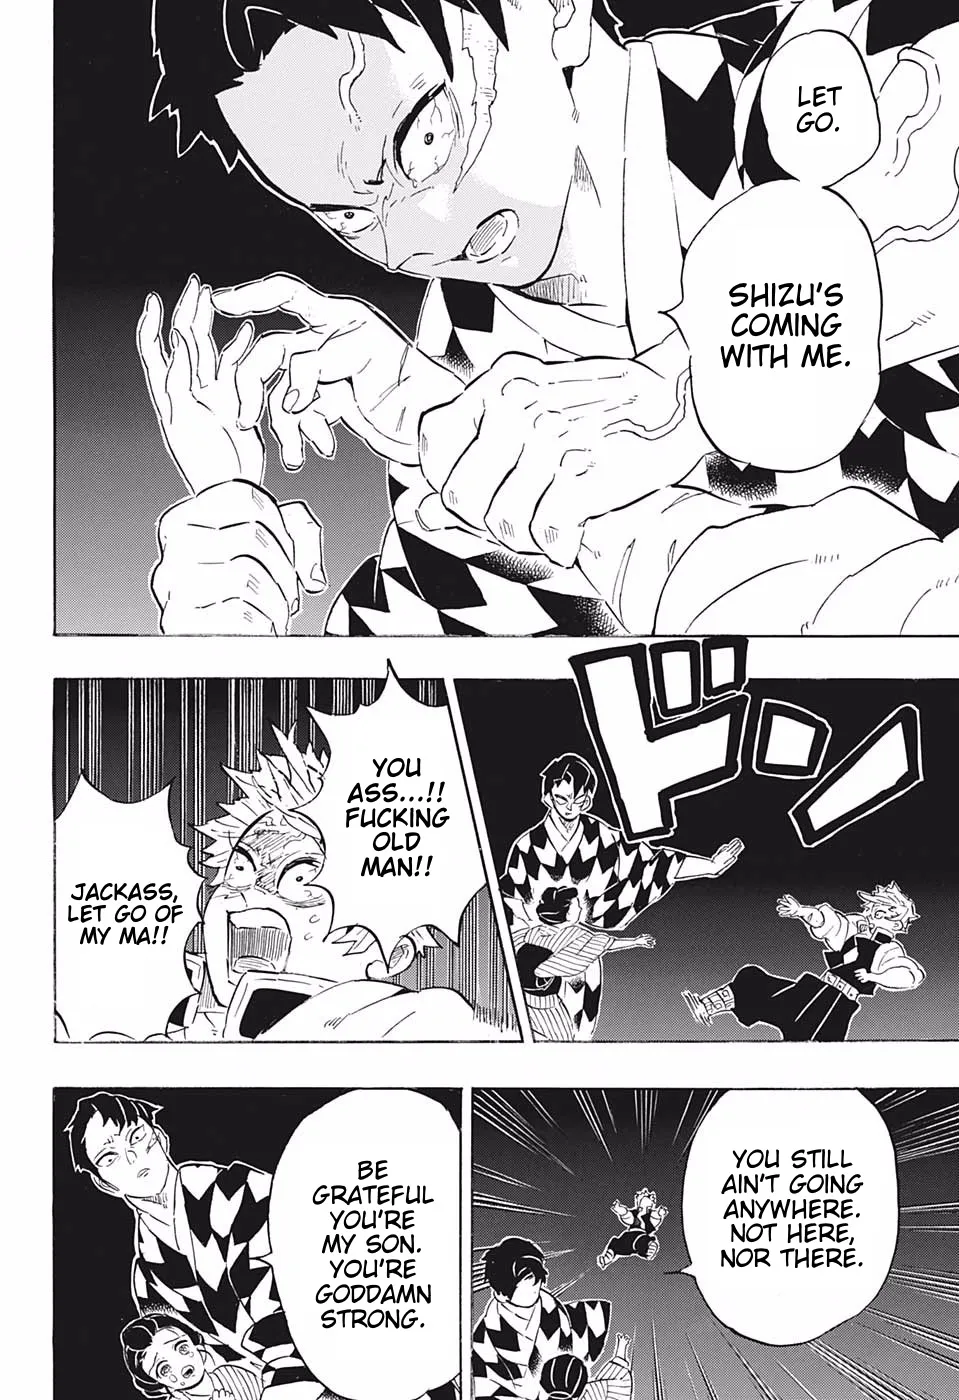 LET
GO.
SHIZU'S
COMING
WITH ME.
ドン
YOU
ASS...!!
FUCKING
OLD
MAN!!
JACKASS,
LET GO OF
MY MA!!
YOU STILL
AIN'T GOING
ANYWHERE.
NOT HERE,
NOR THERE.
BE
GRATEFUL
YOU'RE
MY SON.
YOU'RE
GODDAMN
STRONG.